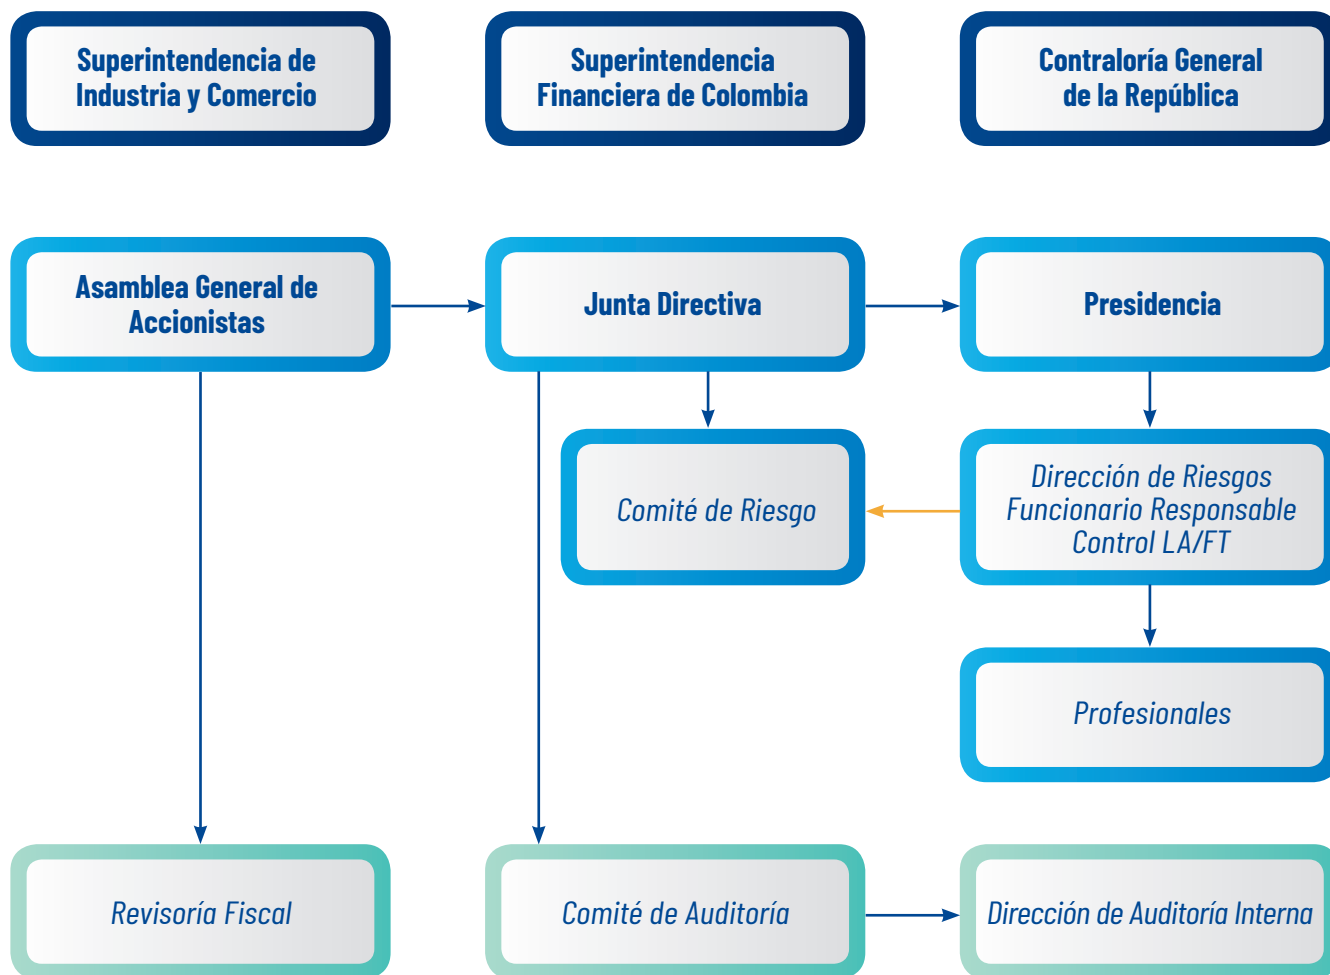 Superintendencia de
Industria y Comercio
Superintendencia
Financiera de Colombia
Contraloría General
de la República
Asamblea General de
Accionistas
Junta Directiva
Presidencia
Comité de Riesgo
Dirección de Riesgos
Funcionario Responsable
Control LA/FT
Profesionales
Revisoría Fiscal
Comité de Auditoría
Dirección de Auditoría Interna